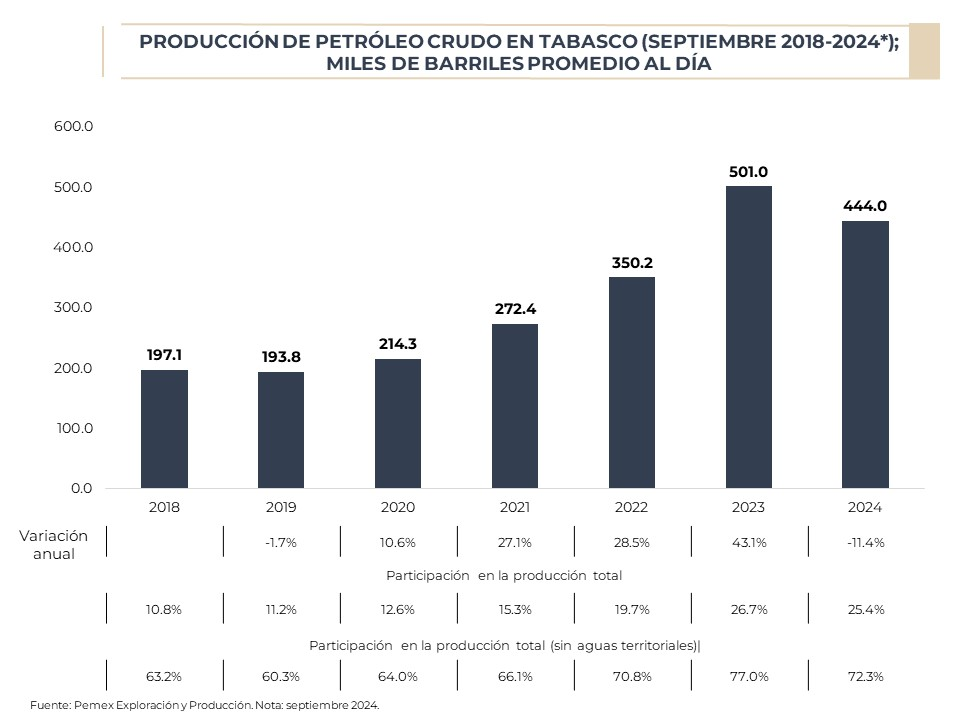 PRODUCCIÓN DE PETRÓLEO CRUDO EN TABASCO (SEPTIEMBRE 2018-2024*);
MILES DE BARRILES PROMEDIO AL DÍA
600.0
500.0
400.0
300.0
200.0
100.0
0.0
197.1
193.8
214.3
272.4
350.2
501.0
444.0
2018 2019 2020 2021 2022 2023 2024
Variación
anual
-1.7% 10.6% 27.1% 28.5% 43.1% -11.4%
Participación en la producción total
10.8% 11.2% 12.6% 15.3% 19.7% 26.7% 25.4%
Participación en la producción total (sin aguas territoriales)|
63.2% 60.3% 64.0% 66.1% 70.8% 77.0% 72.3%
Fuente: Pemex Exploración y Producción. Nota: septiembre 2024.